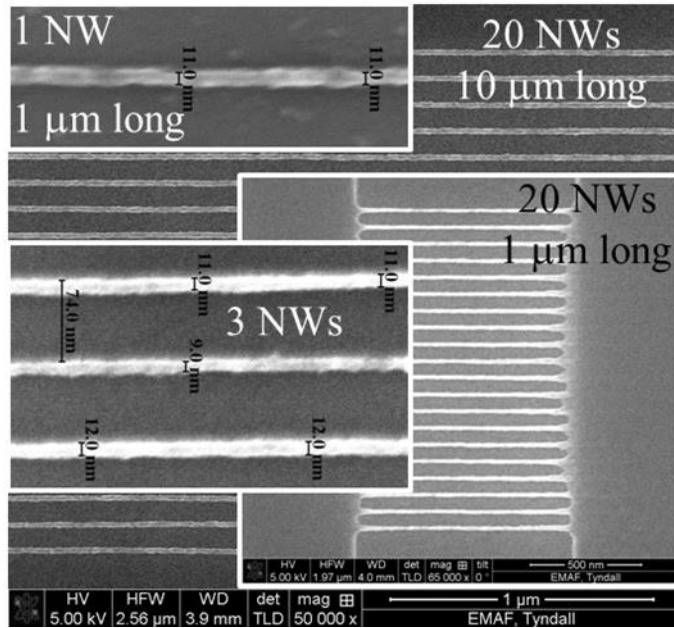 1 NW
11.0 nm
11.0 nm
1 µm long
20 NWs
10 µm long
20 NWs
1 µm long
11.0 nm
11.0 nm
74.0 nm
3 NWs
9.0 nm
12.0 nm
12.0 nm
HV HFW WD det mag ⊞ tilt 500 nm
5.00 kV 1.97 µm 4.0 mm TLD 65 000 x 0 ° EMAF, Tyndall
HV HFW WD det mag ⊞ 1 µm
5.00 kV 2.56 µm 3.9 mm TLD 50 000 x EMAF, Tyndall